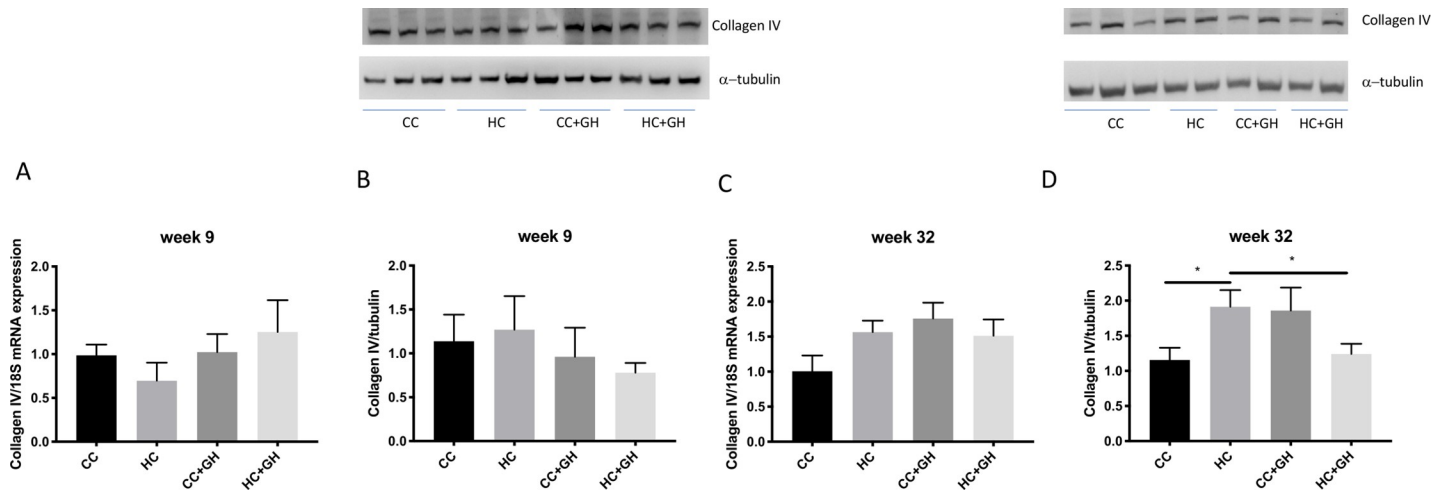 Collagen IV
α−tubulin
CC HC CC+GH HC+GH
Collagen IV
α−tubulin
CC HC CC+GH HC+GH
A
week 9
Collagen IV/18S mRNA expression
2.0
1.5
1.0
0.5
0.0
CC HC CC+GH HC+GH
B
week 9
Collagen IV/tubulin
2.0
1.5
1.0
0.5
0.0
CC HC CC+GH HC+GH
C
week 32
Collagen IV/18S mRNA expression
2.5
2.0
1.5
1.0
0.5
0.0
CC HC CC+GH HC+GH
D
week 32
Collagen IV/tubulin
2.5
2.0
1.5
1.0
0.5
0.0
* *
CC HC CC+GH HC+GH